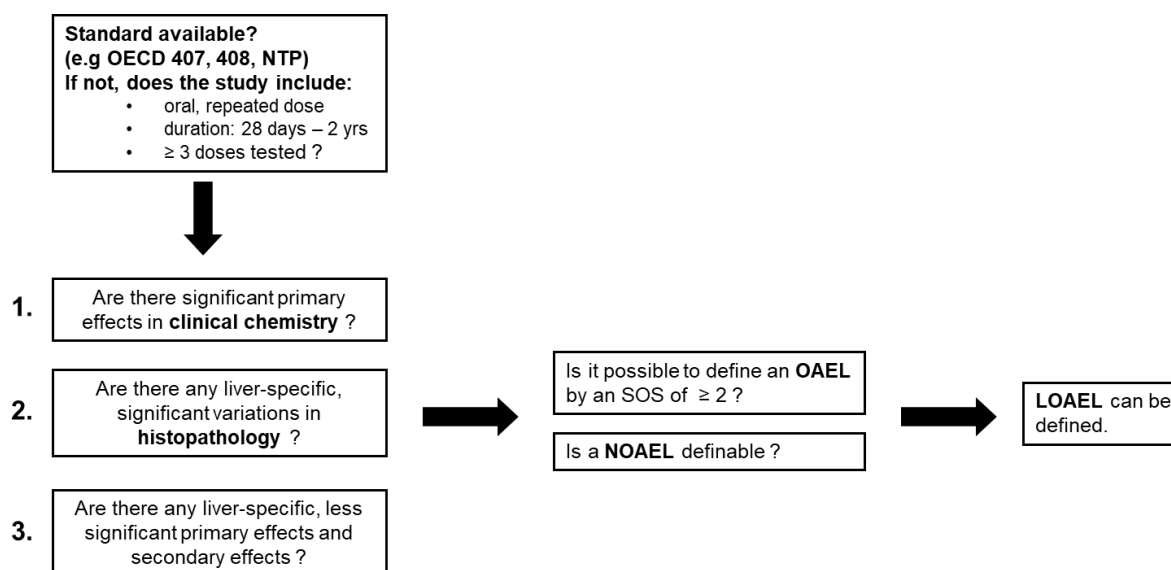 Standard available?
(e.g OECD 407, 408, NTP)
If not, does the study include:
• oral, repeated dose
• duration: 28 days – 2 yrs
• ≥ 3 doses tested ?
1.
Are there significant primary
effects in clinical chemistry ?
2.
Are there any liver-specific,
significant variations in
histopathology ?
3.
Are there any liver-specific, less
significant primary effects and
secondary effects ?
Is it possible to define an OAEL
by an SOS of ≥ 2 ?
Is a NOAEL definable ?
LOAEL can be
defined.